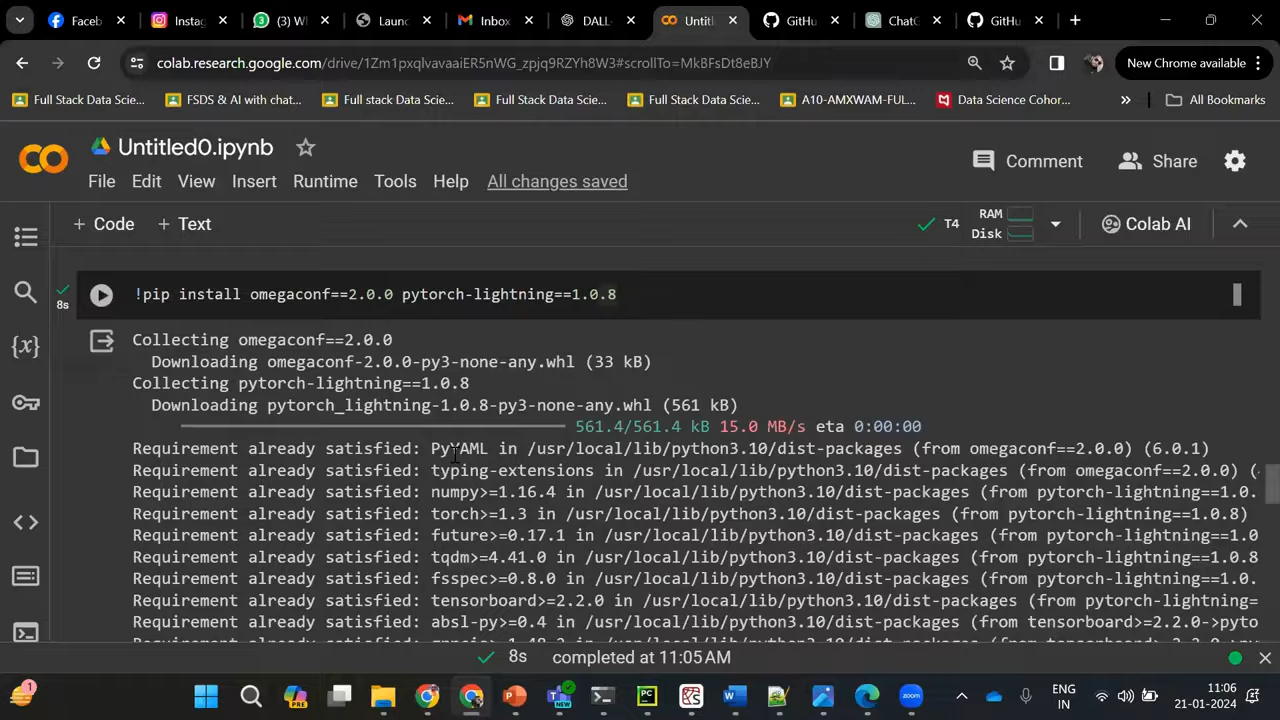 Faceb
Instag
(3) W
Launc
Inbox
DALL-
Untitl
GitHu
ChatG
GitHu
colab.research.google.com/drive/1Zm1pxqlvavaaiER5nWG_zpjq9RZYh8W3#scrollTo=MkBFsDt8eBJY
New Chrome available
Full Stack Data Scie...
FSDS & AI with chat...
Full stack Data Scie...
Full Stack Data Scie...
Full Stack Data Scie...
A10-AMXWAM-FUL...
Data Science Cohor...
»
All Bookmarks
Untitled0.ipynb
Comment
Share
File Edit View Insert Runtime Tools Help All changes saved
+ Code + Text
T4
RAM
Disk
Colab AI
8s
!pip install omegaconf==2.0.0 pytorch-lightning==1.0.8
Collecting omegaconf==2.0.0
Downloading omegaconf-2.0.0-py3-none-any.whl (33 kB)
Collecting pytorch-lightning==1.0.8
Downloading pytorch_lightning-1.0.8-py3-none-any.whl (561 kB)
561.4/561.4 kB 15.0 MB/s eta 0:00:00
Requirement already satisfied: PyYAML in /usr/local/lib/python3.10/dist-packages (from omegaconf==2.0.0) (6.0.1)
Requirement already satisfied: typing-extensions in /usr/local/lib/python3.10/dist-packages (from omegaconf==2.0.0) (
Requirement already satisfied: numpy>=1.16.4 in /usr/local/lib/python3.10/dist-packages (from pytorch-lightning==1.0.
Requirement already satisfied: torch>=1.3 in /usr/local/lib/python3.10/dist-packages (from pytorch-lightning==1.0.8)
Requirement already satisfied: future>=0.17.1 in /usr/local/lib/python3.10/dist-packages (from pytorch-lightning==1.0
Requirement already satisfied: tqdm>=4.41.0 in /usr/local/lib/python3.10/dist-packages (from pytorch-lightning==1.0.8
Requirement already satisfied: fsspec>=0.8.0 in /usr/local/lib/python3.10/dist-packages (from pytorch-lightning==1.0.
Requirement already satisfied: tensorboard>=2.2.0 in /usr/local/lib/python3.10/dist-packages (from pytorch-lightning=
Requirement already satisfied: absl-py>=0.4 in /usr/local/lib/python3.10/dist-packages (from tensorboard>=2.2.0->pyto
8s completed at 11:05 AM
ENG
IN
11:06
21-01-2024